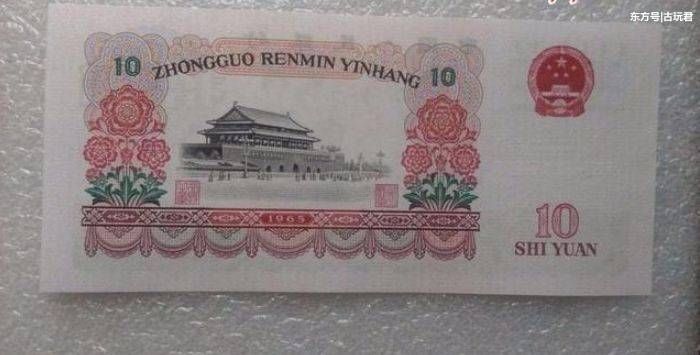 东方号|古玩君
ZHONGGUO RENMIN YINHANG
10
10
1965
10
SHI YUAN